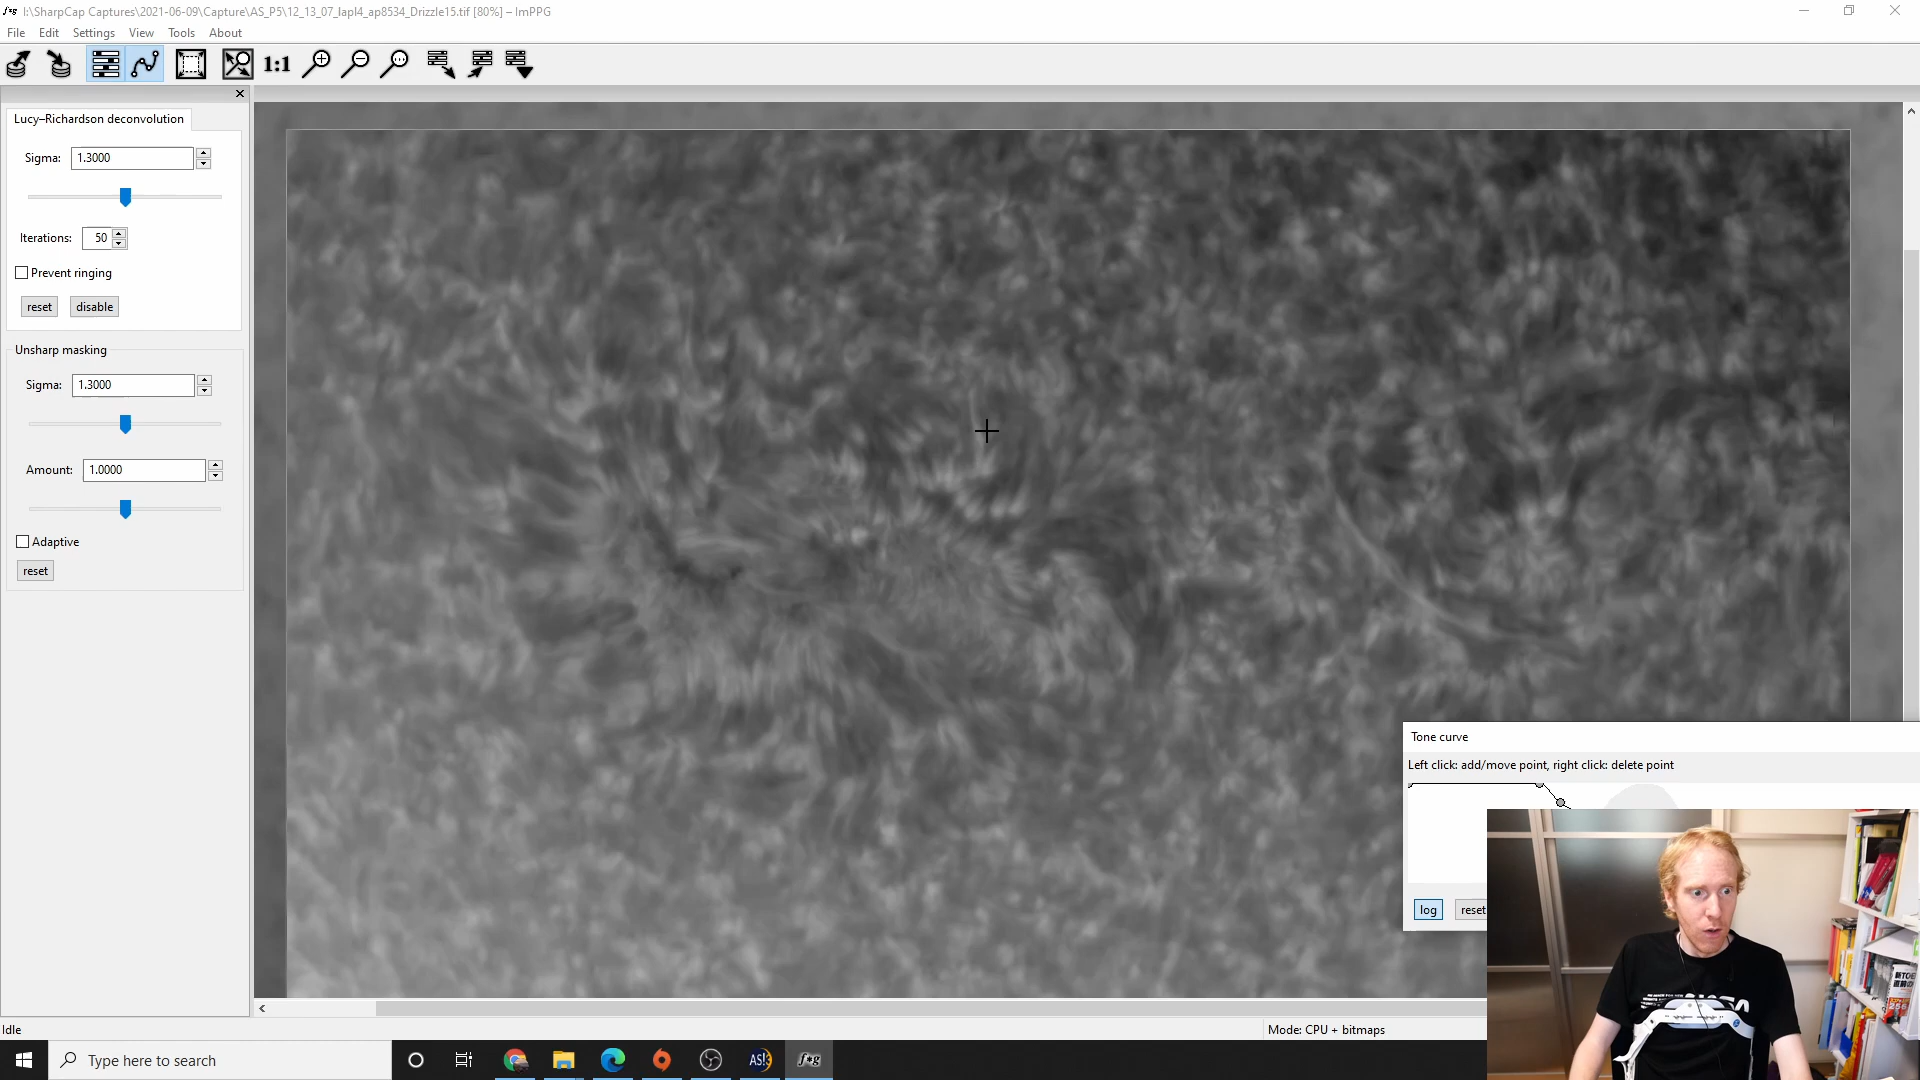 I:\SharpCap Captures\2021-06-09\Capture\AS_P5\12_13_07_lapl4_ap8534_Drizzle15.tif [80%] – ImPPG
File Edit Settings View Tools About
1:1
Lucy–Richardson deconvolution
Sigma: 1.3000
Iterations: 50
Prevent ringing
reset disable
Unsharp masking
Sigma: 1.3000
Amount: 1.0000
Adaptive
reset
Tone curve
Left click: add/move point, right click: delete point
log reset
Idle
Mode: CPU + bitmaps
Type here to search
AS!3
f*g